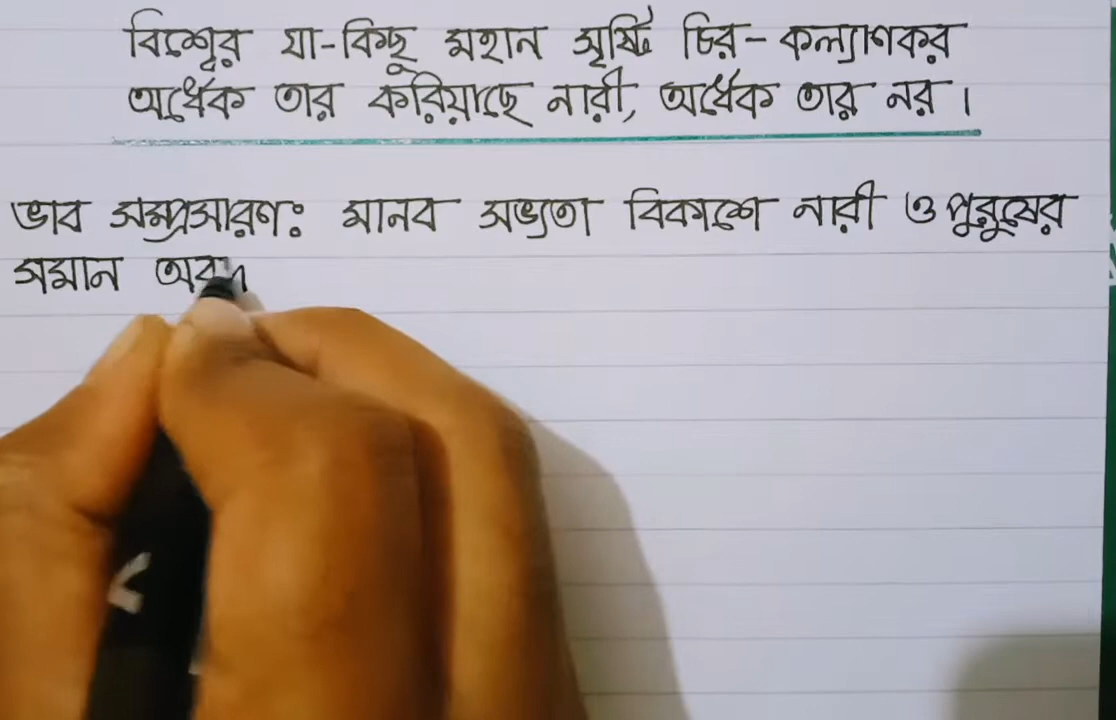 বিশ্বের যা-কিছু মহান সৃষ্টি চির-কল্যাণকর
অর্ধেক তার করিয়াছে নারী, অর্ধেক তার নর।
ভাব সম্প্রসারণঃ মানব সভ্যতা বিকাশে নারী ও পুরুষের
সমান